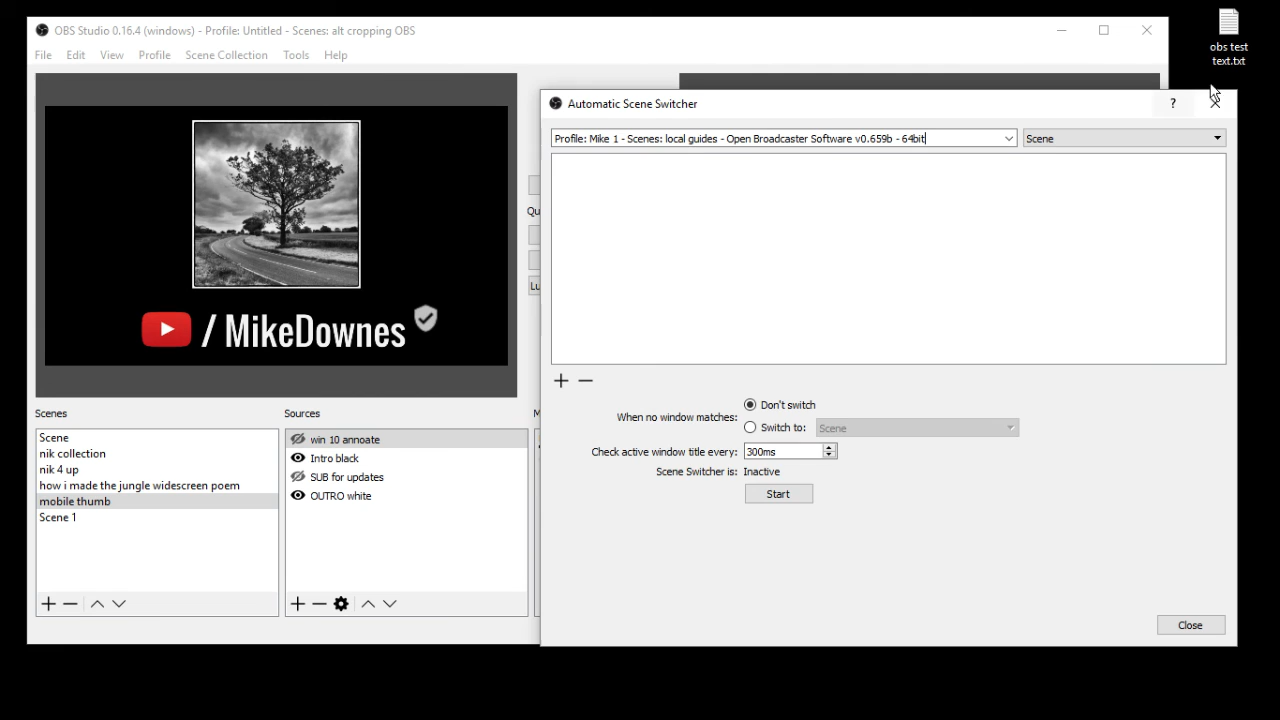 OBS Studio 0.16.4 (windows) - Profile: Untitled - Scenes: alt cropping OBS
File Edit View Profile Scene Collection Tools Help
obs test
text.txt
Automatic Scene Switcher
?
Profile: Mike 1 - Scenes: local guides - Open Broadcaster Software v0.659b - 64bit
Scene
Qu
Lu
/ MikeDownes
When no window matches:
Don't switch
Switch to: Scene
Check active window title every: 300ms
Scene Switcher is: Inactive
Start
Close
Scenes
Scene
nik collection
nik 4 up
how i made the jungle widescreen poem
mobile thumb
Scene 1
Sources
win 10 annoate
Intro black
SUB for updates
OUTRO white
M